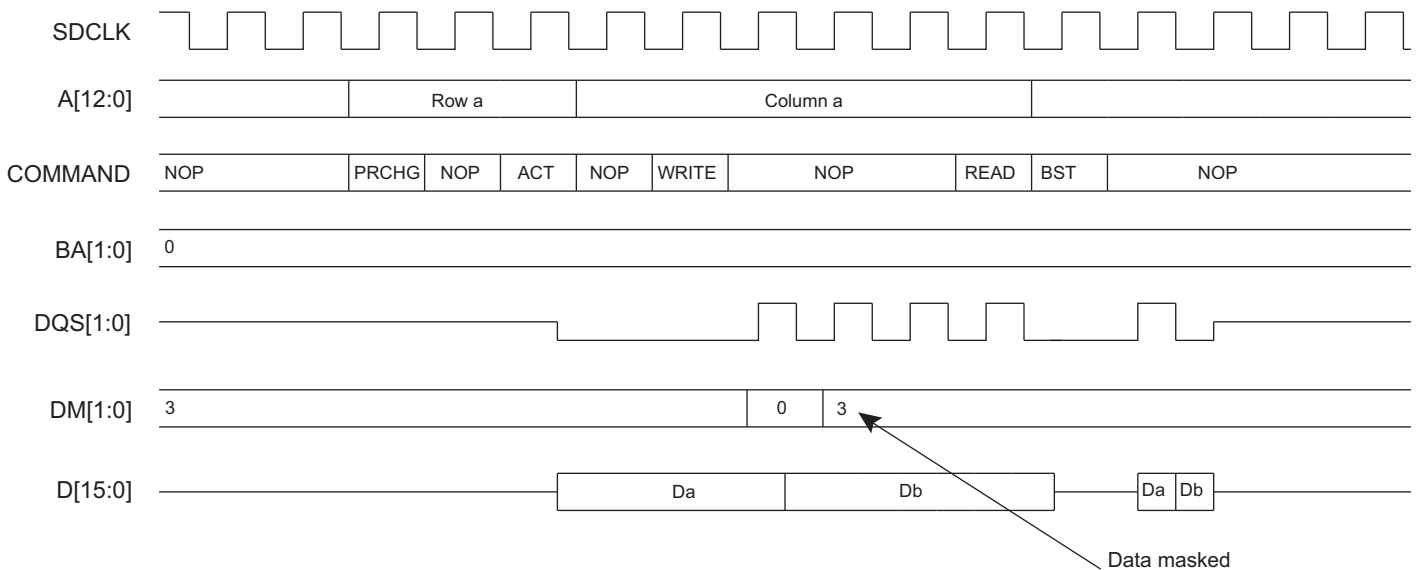 SDCLK
A[12:0] Row a Column a
COMMAND NOP PRCHG NOP ACT NOP WRITE NOP READ BST NOP
BA[1:0] 0
DQS[1:0]
DM[1:0] 3 0 3
D[15:0] Da Db Da Db
Data masked